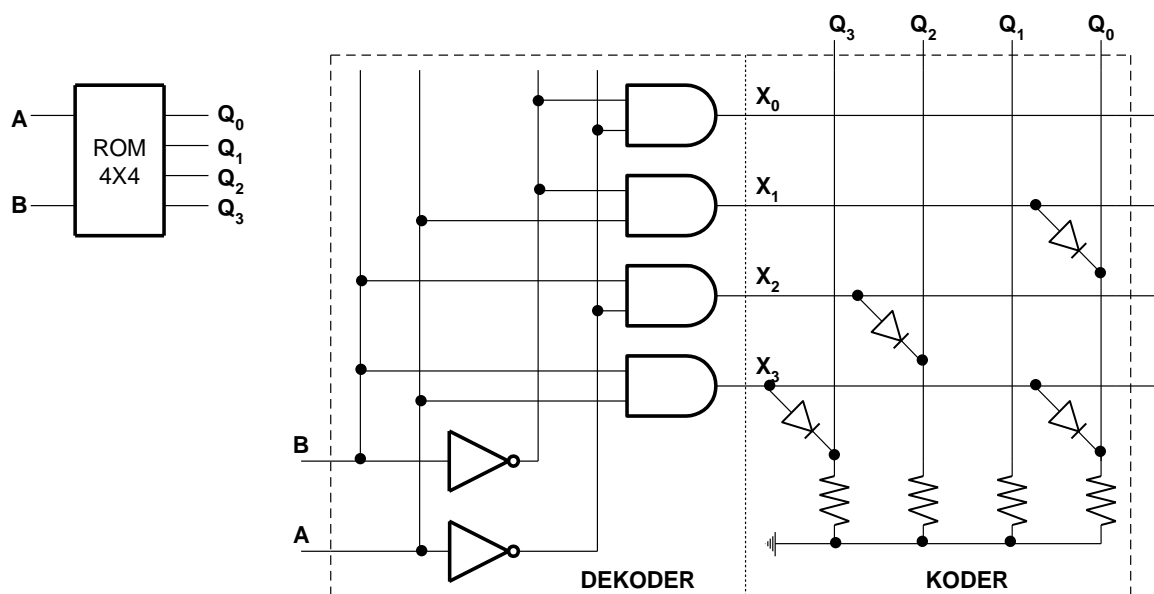 A
B
ROM
4X4
Q0
Q1
Q2
Q3
Q3 Q2 Q1 Q0
X0
X1
X2
X3
B
A
DEKODER
KODER